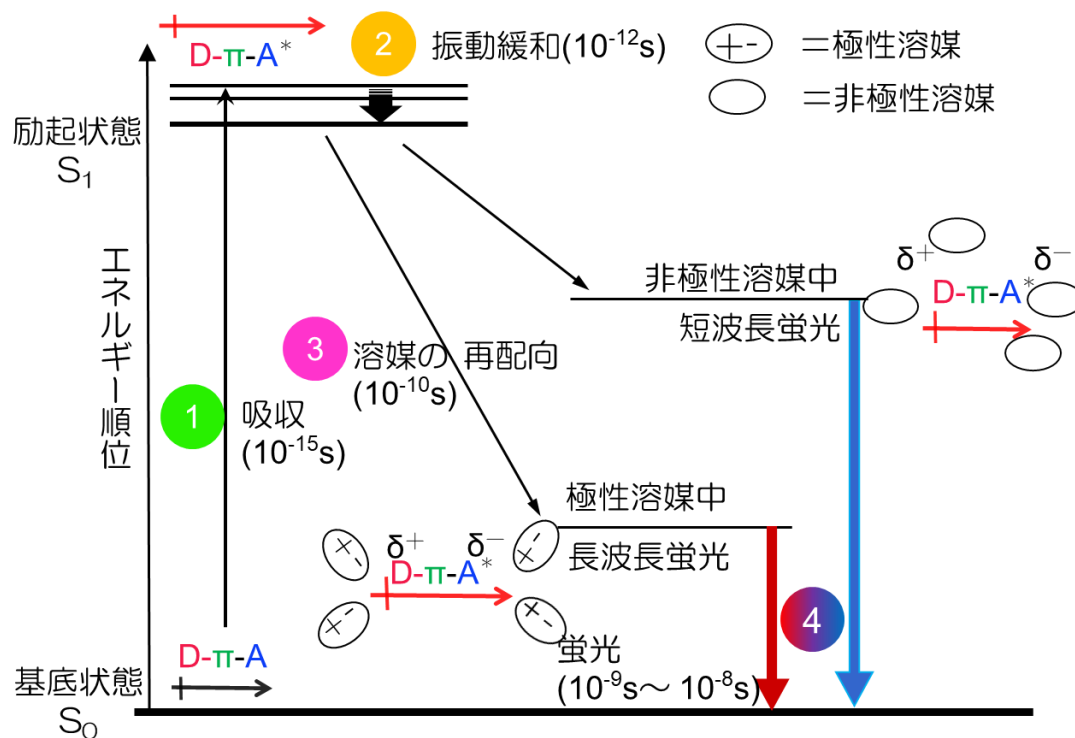 D-π-A*
2
振動緩和(10⁻¹²s)
+ -
=極性溶媒
=非極性溶媒
励起状態
S₁
エネルギー順位
非極性溶媒中
短波長蛍光
δ⁺ δ⁻
D-π-A*
3
溶媒の 再配向
(10⁻¹⁰s)
1
吸収
(10⁻¹⁵s)
極性溶媒中
長波長蛍光
+ -
+ -
δ⁺ δ⁻
D-π-A*
+ -
+ -
4
蛍光
(10⁻⁹s~ 10⁻⁸s)
D-π-A
基底状態
S₀